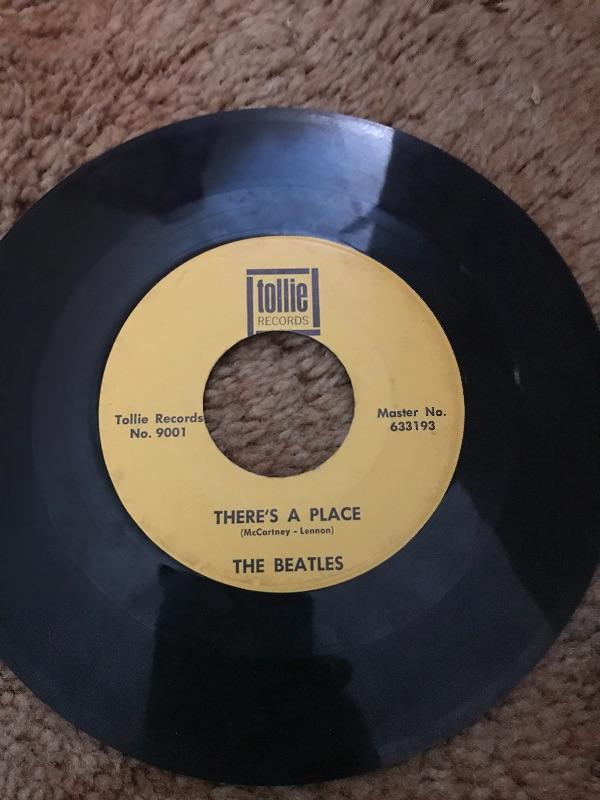 tollie
RECORDS
Tollie Records
No. 9001
Master No.
633193
THERE'S A PLACE
(McCartney - Lennon)
THE BEATLES